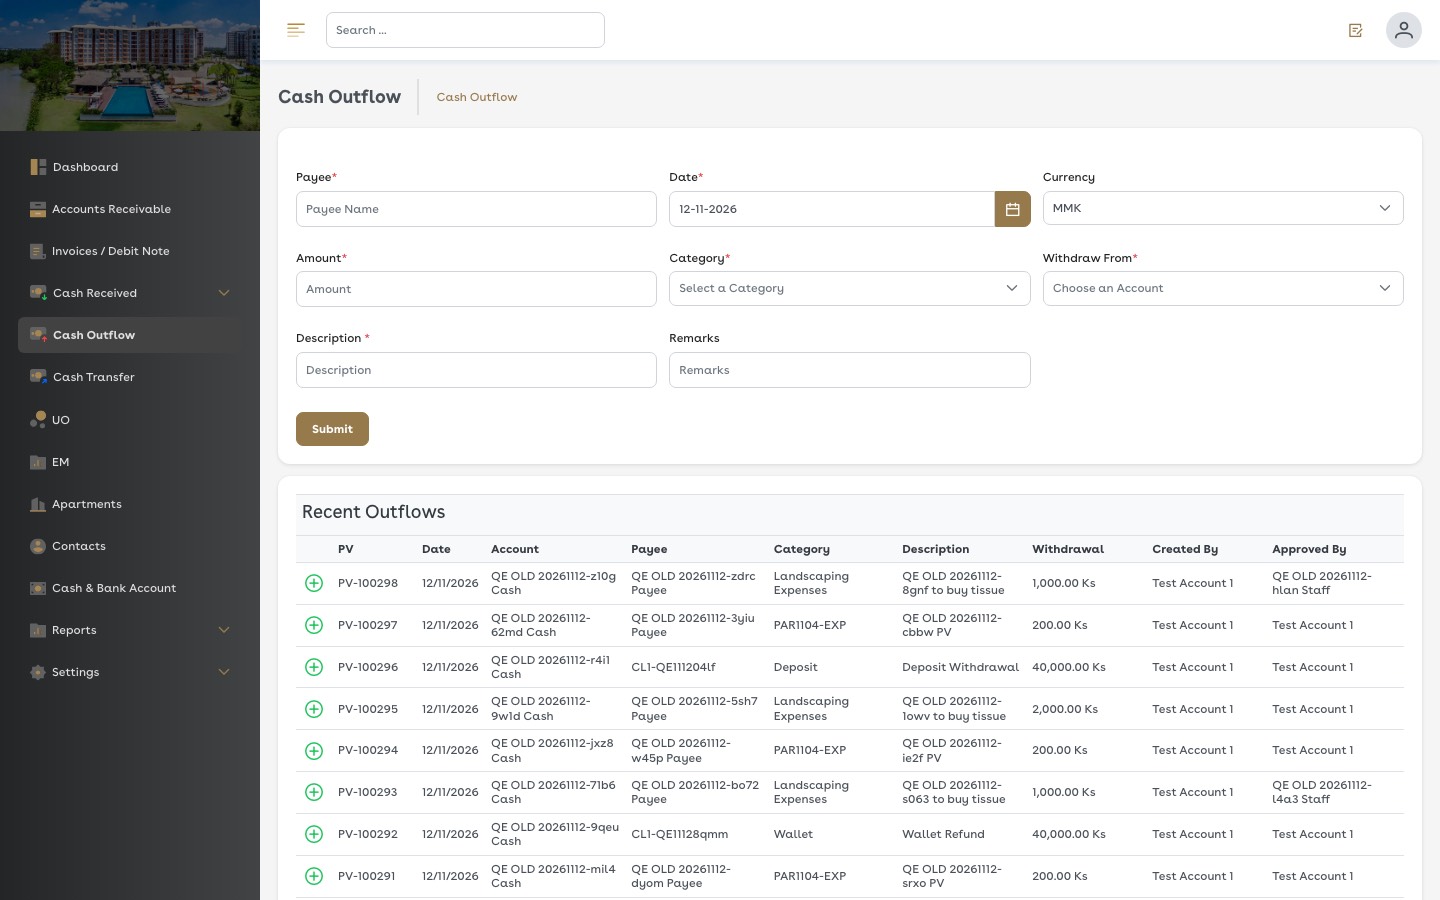 Search ...
Cash Outflow
Cash Outflow
Dashboard
Accounts Receivable
Invoices / Debit Note
Cash Received
Cash Outflow
Cash Transfer
UO
EM
Apartments
Contacts
Cash & Bank Account
Reports
Settings
Payee*
Date*
Currency
Payee Name
12-11-2026
MMK
Amount*
Category*
Withdraw From*
Amount
Select a Category
Choose an Account
Description *
Remarks
Description
Remarks
Submit
Recent Outflows
PV Date Account Payee Category Description Withdrawal Created By Approved By
PV-100298 12/11/2026 QE OLD 20261112-z10g Cash QE OLD 20261112-zdrc Payee Landscaping Expenses QE OLD 20261112-8gnf to buy tissue 1,000.00 Ks Test Account 1 QE OLD 20261112-hlan Staff
PV-100297 12/11/2026 QE OLD 20261112-62md Cash QE OLD 20261112-3yiu Payee PAR1104-EXP QE OLD 20261112-cbbw PV 200.00 Ks Test Account 1 Test Account 1
PV-100296 12/11/2026 QE OLD 20261112-r4i1 Cash CL1-QE111204lf Deposit Deposit Withdrawal 40,000.00 Ks Test Account 1 Test Account 1
PV-100295 12/11/2026 QE OLD 20261112-9w1d Cash QE OLD 20261112-5sh7 Payee Landscaping Expenses QE OLD 20261112-1owv to buy tissue 2,000.00 Ks Test Account 1 Test Account 1
PV-100294 12/11/2026 QE OLD 20261112-jxz8 Cash QE OLD 20261112-w45p Payee PAR1104-EXP QE OLD 20261112-ie2f PV 200.00 Ks Test Account 1 Test Account 1
PV-100293 12/11/2026 QE OLD 20261112-71b6 Cash QE OLD 20261112-bo72 Payee Landscaping Expenses QE OLD 20261112-s063 to buy tissue 1,000.00 Ks Test Account 1 QE OLD 20261112-l4a3 Staff
PV-100292 12/11/2026 QE OLD 20261112-9qeu Cash CL1-QE11128qmm Wallet Wallet Refund 40,000.00 Ks Test Account 1 Test Account 1
PV-100291 12/11/2026 QE OLD 20261112-mil4 Cash QE OLD 20261112-dyom Payee PAR1104-EXP QE OLD 20261112-srxo PV 200.00 Ks Test Account 1 Test Account 1